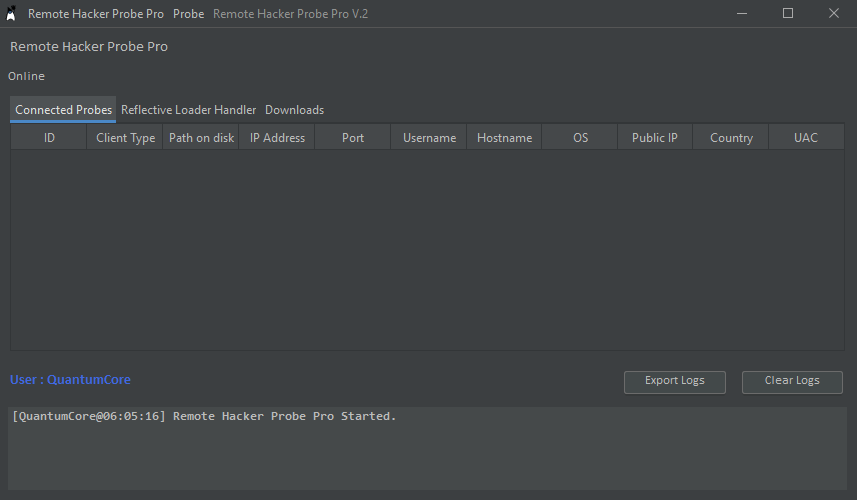 Remote Hacker Probe Pro Probe Remote Hacker Probe Pro V.2
Remote Hacker Probe Pro
Online
Connected Probes Reflective Loader Handler Downloads
ID Client Type Path on disk IP Address Port Username Hostname OS Public IP Country UAC
User : QuantumCore
Export Logs Clear Logs
[QuantumCore@06:05:16] Remote Hacker Probe Pro Started.